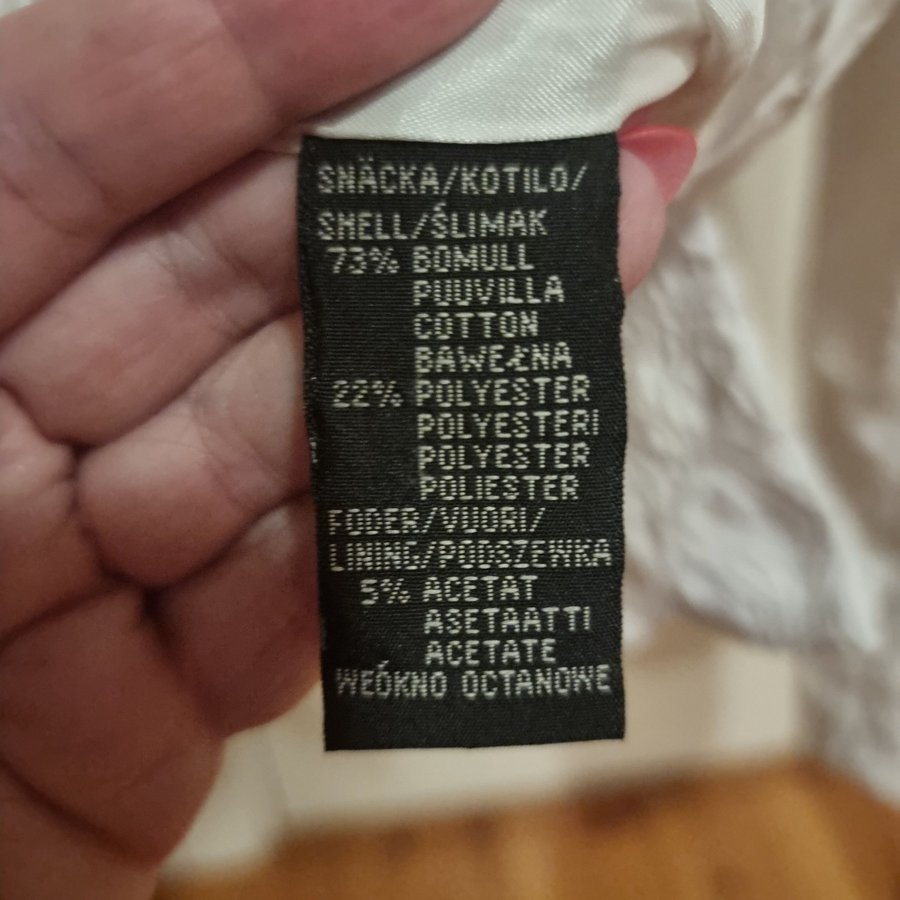 SNÄCKA/KOTILO/
SHELL/ŚLIMAK
73% BOMULL
PUUVILLA
COTTON
BAWEŁNA
22% POLYESTER
POLYESTERI
POLYESTER
POLIESTER
FODER/VUORI/
LINING/PODSZEWKA
5% ACETAT
ASETAATTI
ACETATE
WEÓKNO OCTANOWE